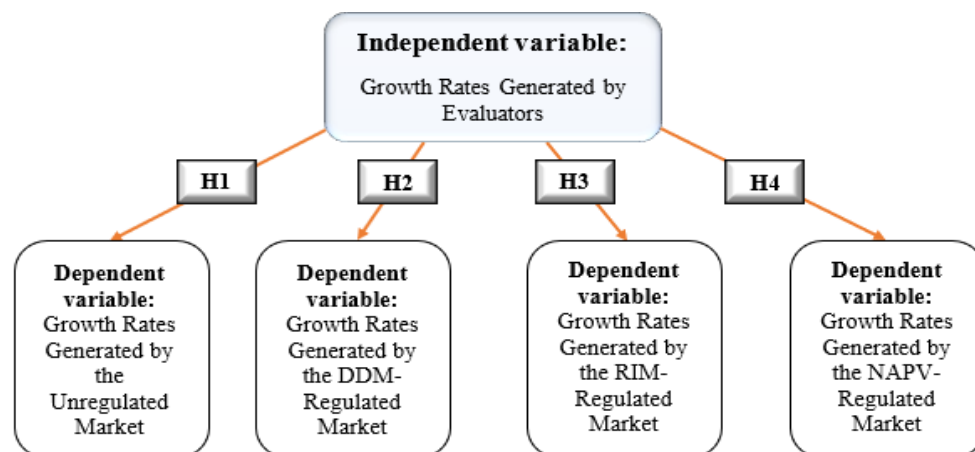 Independent variable:
Growth Rates Generated by
Evaluators
H1
H2
H3
H4
Dependent
variable:
Growth Rates
Generated by
the
Unregulated
Market
Dependent
variable:
Growth Rates
Generated by
the DDM-
Regulated
Market
Dependent
variable:
Growth Rates
Generated by
the RIM-
Regulated
Market
Dependent
variable:
Growth Rates
Generated by
the NAPV-
Regulated
Market